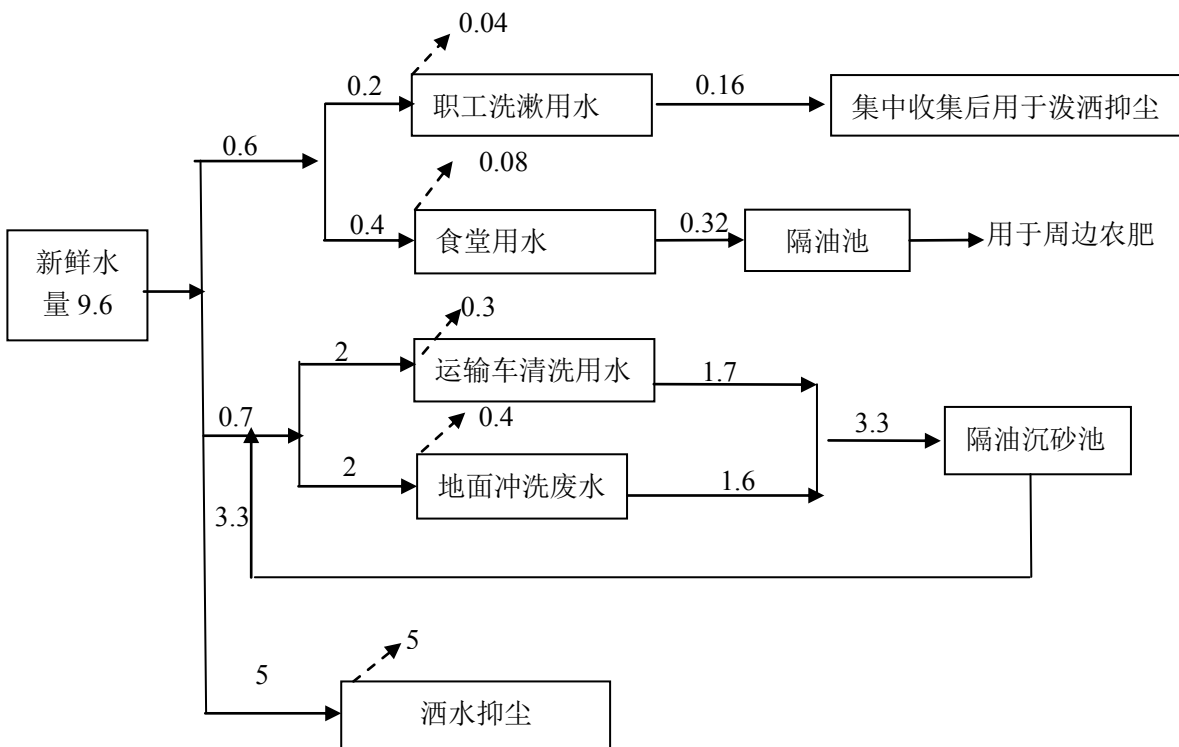 0.04
0.2
职工洗漱用水
0.16
集中收集后用于泼洒抑尘
0.6
0.08
0.4
食堂用水
0.32
隔油池
用于周边农肥
新鲜水
量 9.6
0.3
2
运输车清洗用水
1.7
0.7
0.4
3.3
隔油沉砂池
2
地面冲洗废水
1.6
3.3
5
5
洒水抑尘